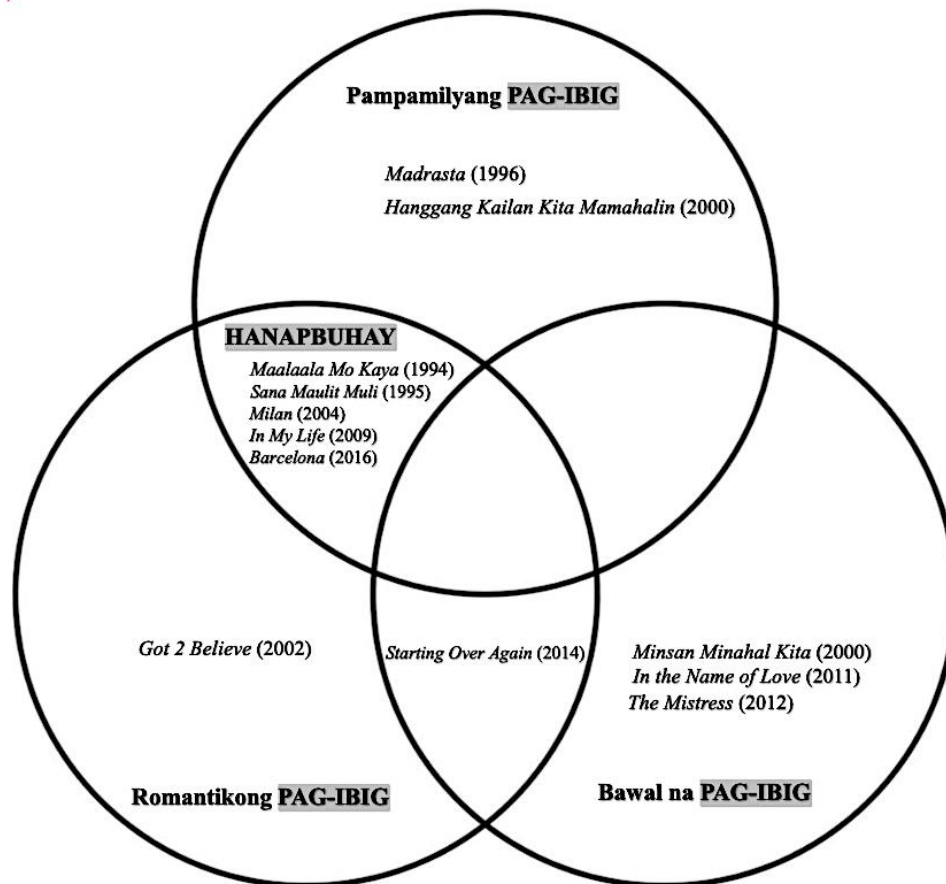 Pampamilyang PAG-IBIG
Madrasta (1996)
Hanggang Kailan Kita Mamahalin (2000)
HANAPBUHAY
Maalaala Mo Kaya (1994)
Sana Maulit Muli (1995)
Milan (2004)
In My Life (2009)
Barcelona (2016)
Got 2 Believe (2002)
Starting Over Again (2014)
Minsan Minahal Kita (2000)
In the Name of Love (2011)
The Mistress (2012)
Romantikong PAG-IBIG
Bawal na PAG-IBIG